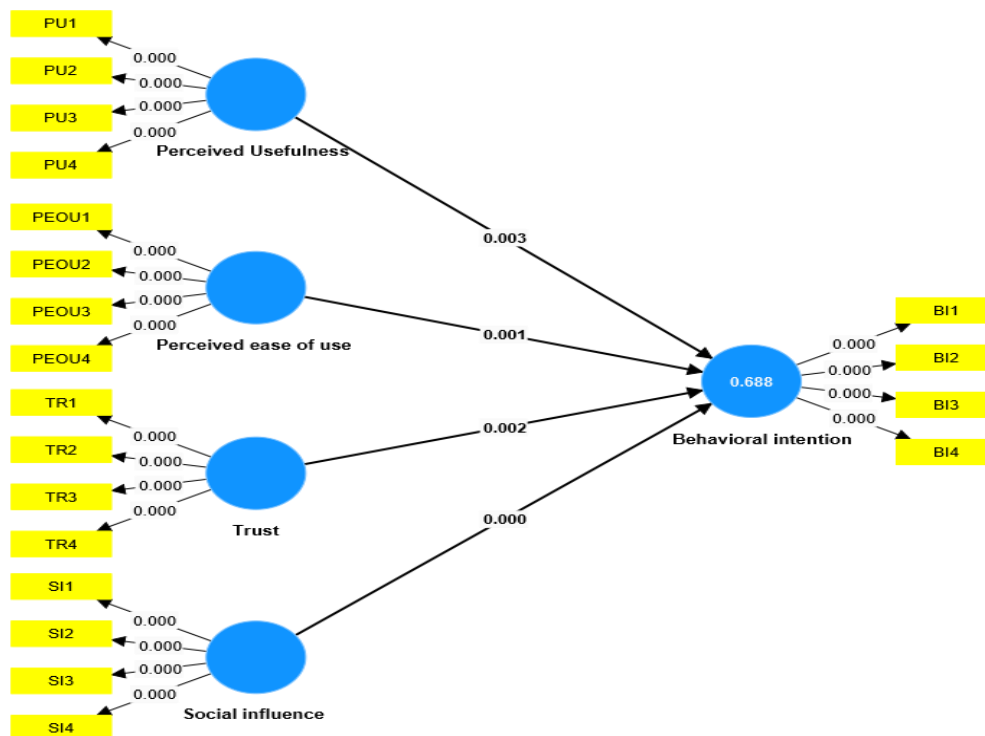 PU1
0.000
PU2
0.000
PU3
0.000
PU4
0.000
Perceived Usefulness
PEOU1
0.000
PEOU2
0.000
PEOU3
0.000
PEOU4
0.000
Perceived ease of use
TR1
0.000
TR2
0.000
TR3
0.000
TR4
0.000
Trust
SI1
0.000
SI2
0.000
SI3
0.000
SI4
0.000
Social influence
0.003
0.001
0.002
0.000
0.688
Behavioral intention
BI1
0.000
BI2
0.000
BI3
0.000
BI4
0.000